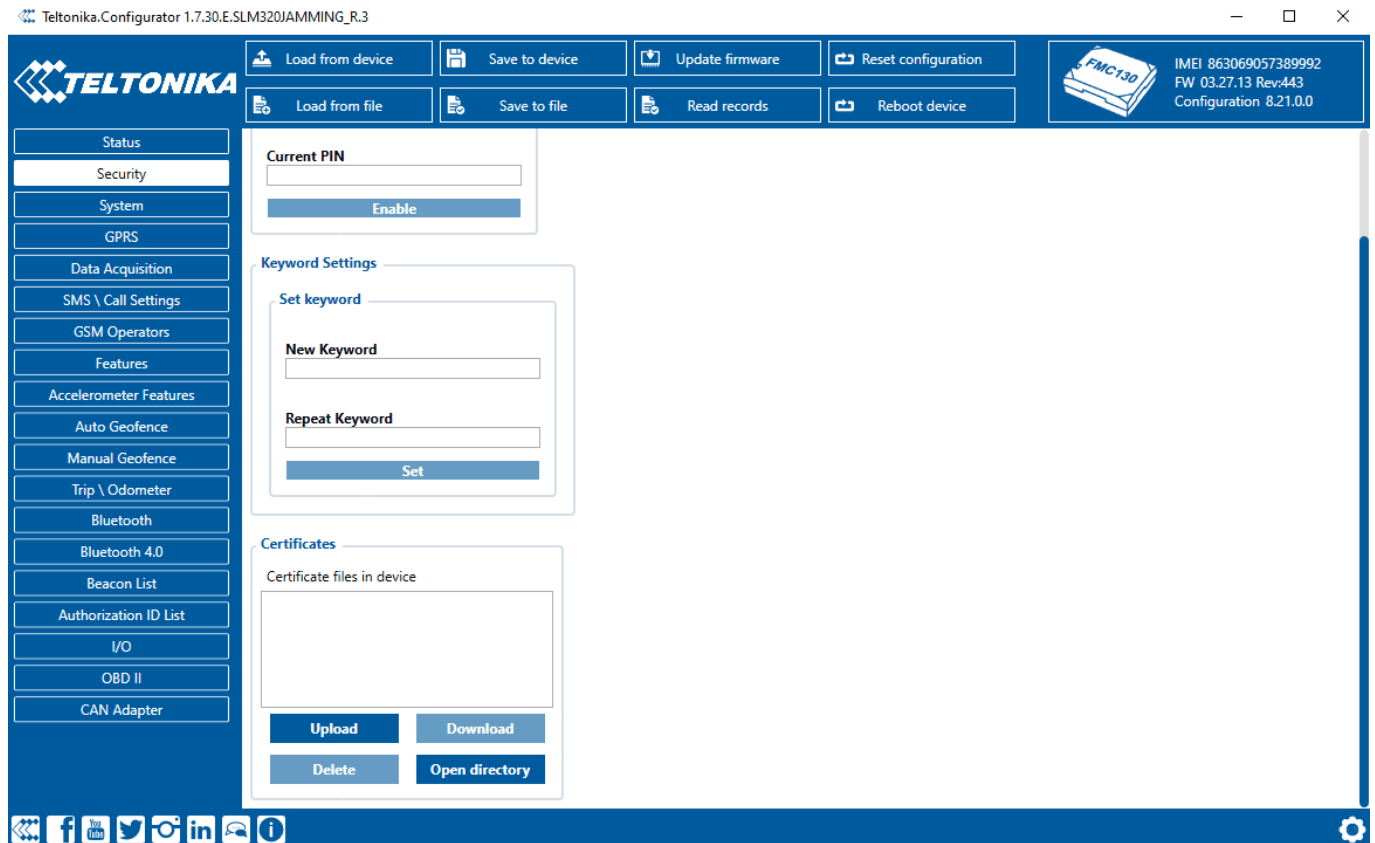 Teltonika.Configurator 1.7.30.E.SLM320JAMMING_R.3
TELTONIKA
Load from device
Save to device
Update firmware
Reset configuration
Load from file
Save to file
Read records
Reboot device
FMC130
IMEI 863069057389992
FW 03.27.13 Rev:443
Configuration 8.21.0.0
Status
Security
System
GPRS
Data Acquisition
SMS \ Call Settings
GSM Operators
Features
Accelerometer Features
Auto Geofence
Manual Geofence
Trip \ Odometer
Bluetooth
Bluetooth 4.0
Beacon List
Authorization ID List
I/O
OBD II
CAN Adapter
Current PIN
Enable
Keyword Settings
Set keyword
New Keyword
Repeat Keyword
Set
Certificates
Certificate files in device
Upload
Download
Delete
Open directory
f
You
Tube
in
i